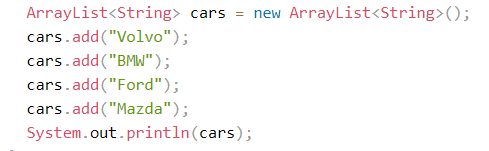 ArrayList<String> cars = new ArrayList<String>();
cars.add("Volvo");
cars.add("BMW");
cars.add("Ford");
cars.add("Mazda");
System.out.println(cars);